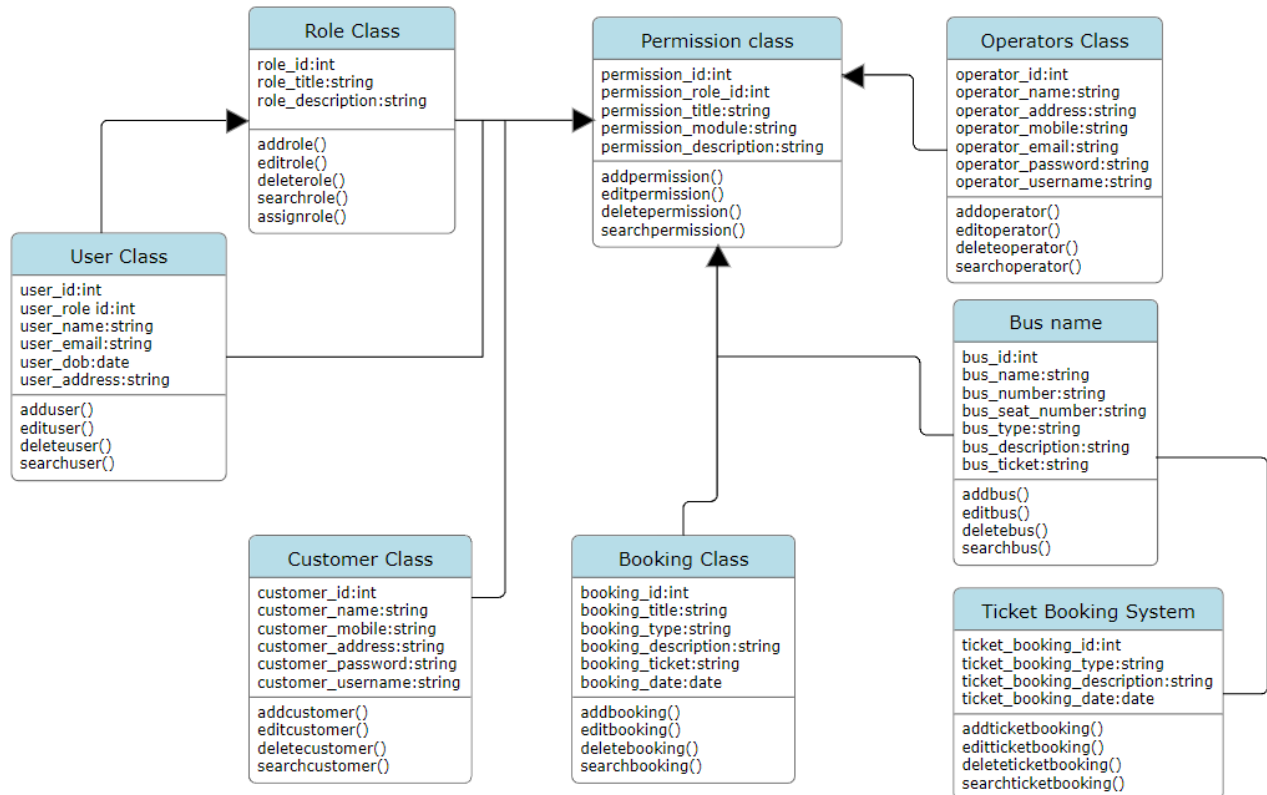 Role Class
role_id:int
role_title:string
role_description:string
addrole()
editrole()
deleterole()
searchrole()
assignrole()
Permission class
permission_id:int
permission_role_id:int
permission_title:string
permission_module:string
permission_description:string
addpermission()
editpermission()
deletepermission()
searchpermission()
Operators Class
operator_id:int
operator_name:string
operator_address:string
operator_mobile:string
operator_email:string
operator_password:string
operator_username:string
addoperator()
editoperator()
deleteoperator()
searchoperator()
User Class
user_id:int
user_role id:int
user_name:string
user_email:string
user_dob:date
user_address:string
adduser()
edituser()
deleteuser()
searchuser()
Bus name
bus_id:int
bus_name:string
bus_number:string
bus_seat_number:string
bus_type:string
bus_description:string
bus_ticket:string
addbus()
editbus()
deletebus()
searchbus()
Customer Class
customer_id:int
customer_name:string
customer_mobile:string
customer_address:string
customer_password:string
customer_username:string
addcustomer()
editcustomer()
deletecustomer()
searchcustomer()
Booking Class
booking_id:int
booking_title:string
booking_type:string
booking_description:string
booking_ticket:string
booking_date:date
addbooking()
editbooking()
deletebooking()
searchbooking()
Ticket Booking System
ticket_booking_id:int
ticket_booking_type:string
ticket_booking_description:string
ticket_booking_date:date
addticketbooking()
editticketbooking()
deleteticketbooking()
searchticketbooking()